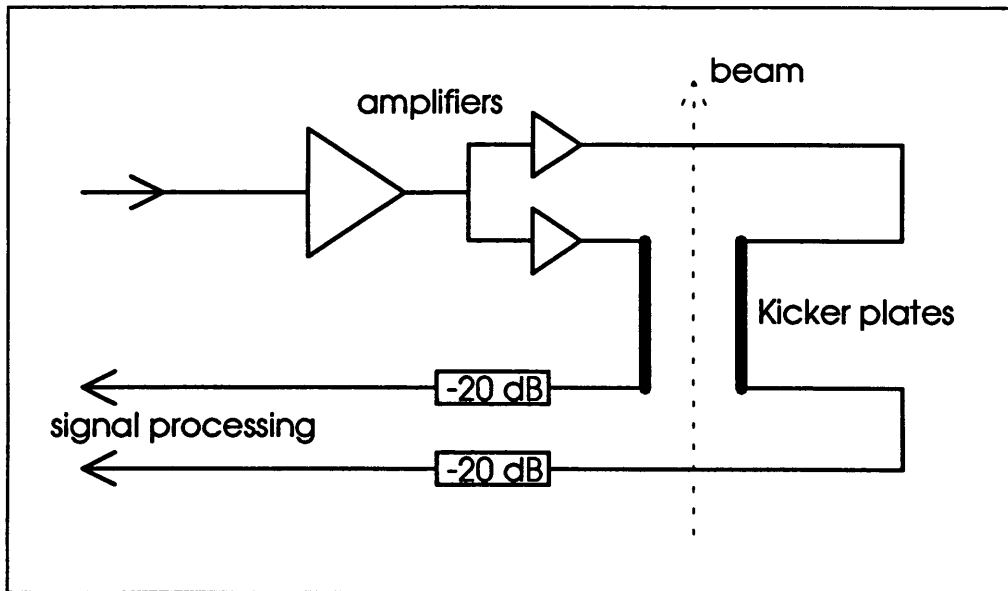 beam
amplifiers
Kicker plates
-20 dB
signal processing
-20 dB